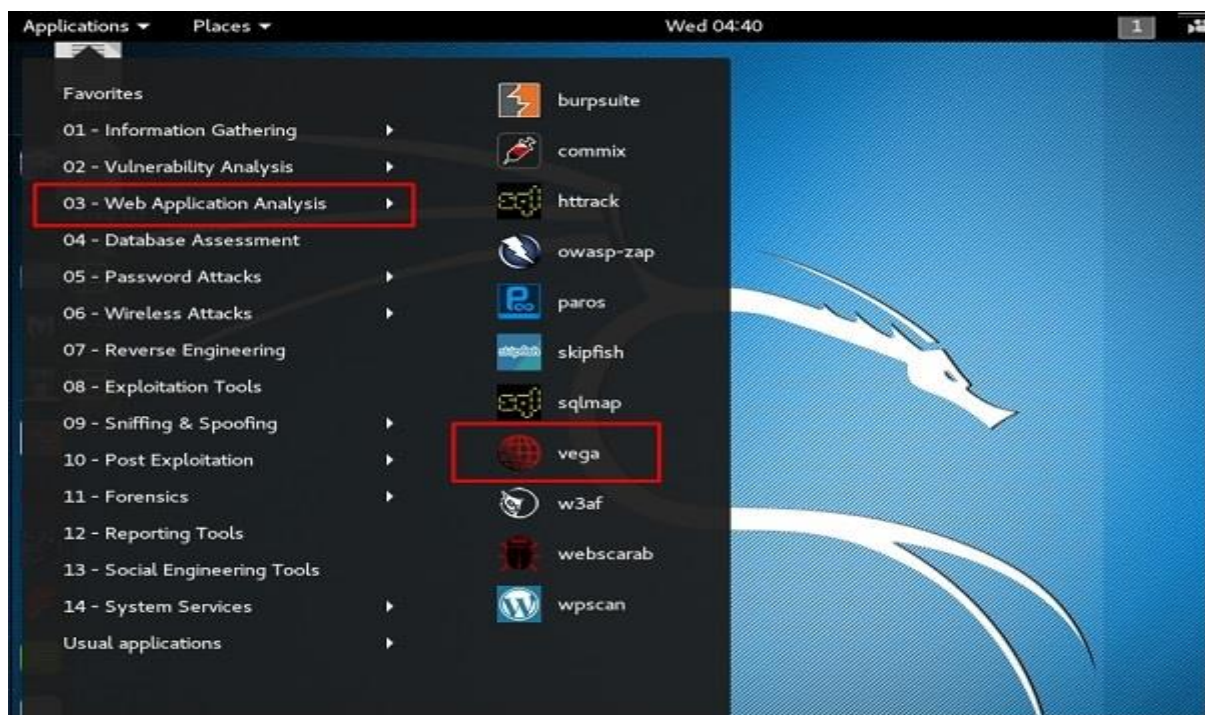 Applications Places Wed 04:40 1
Favorites
01 - Information Gathering
02 - Vulnerability Analysis
03 - Web Application Analysis
04 - Database Assessment
05 - Password Attacks
06 - Wireless Attacks
07 - Reverse Engineering
08 - Exploitation Tools
09 - Sniffing & Spoofing
10 - Post Exploitation
11 - Forensics
12 - Reporting Tools
13 - Social Engineering Tools
14 - System Services
Usual applications
burpsuite
commix
httrack
owasp-zap
paros
skipfish
sqlmap
vega
w3af
webscarab
wpscan